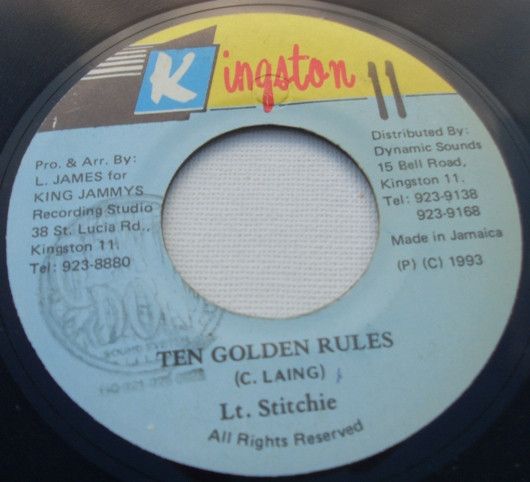 Kingston 11
Pro. & Arr. By:
L. JAMES for
KING JAMMYS
Recording Studio
38 St. Lucia Rd.,
Kingston 11.
Tel: 923-8880
Distributed By:
Dynamic Sounds
15 Bell Road,
Kingston 11.
Tel: 923-9138
923-9168
Made in Jamaica
(P) (C) 1993
TEN GOLDEN RULES
(C. LAING)
Lt. Stitchie
All Rights Reserved